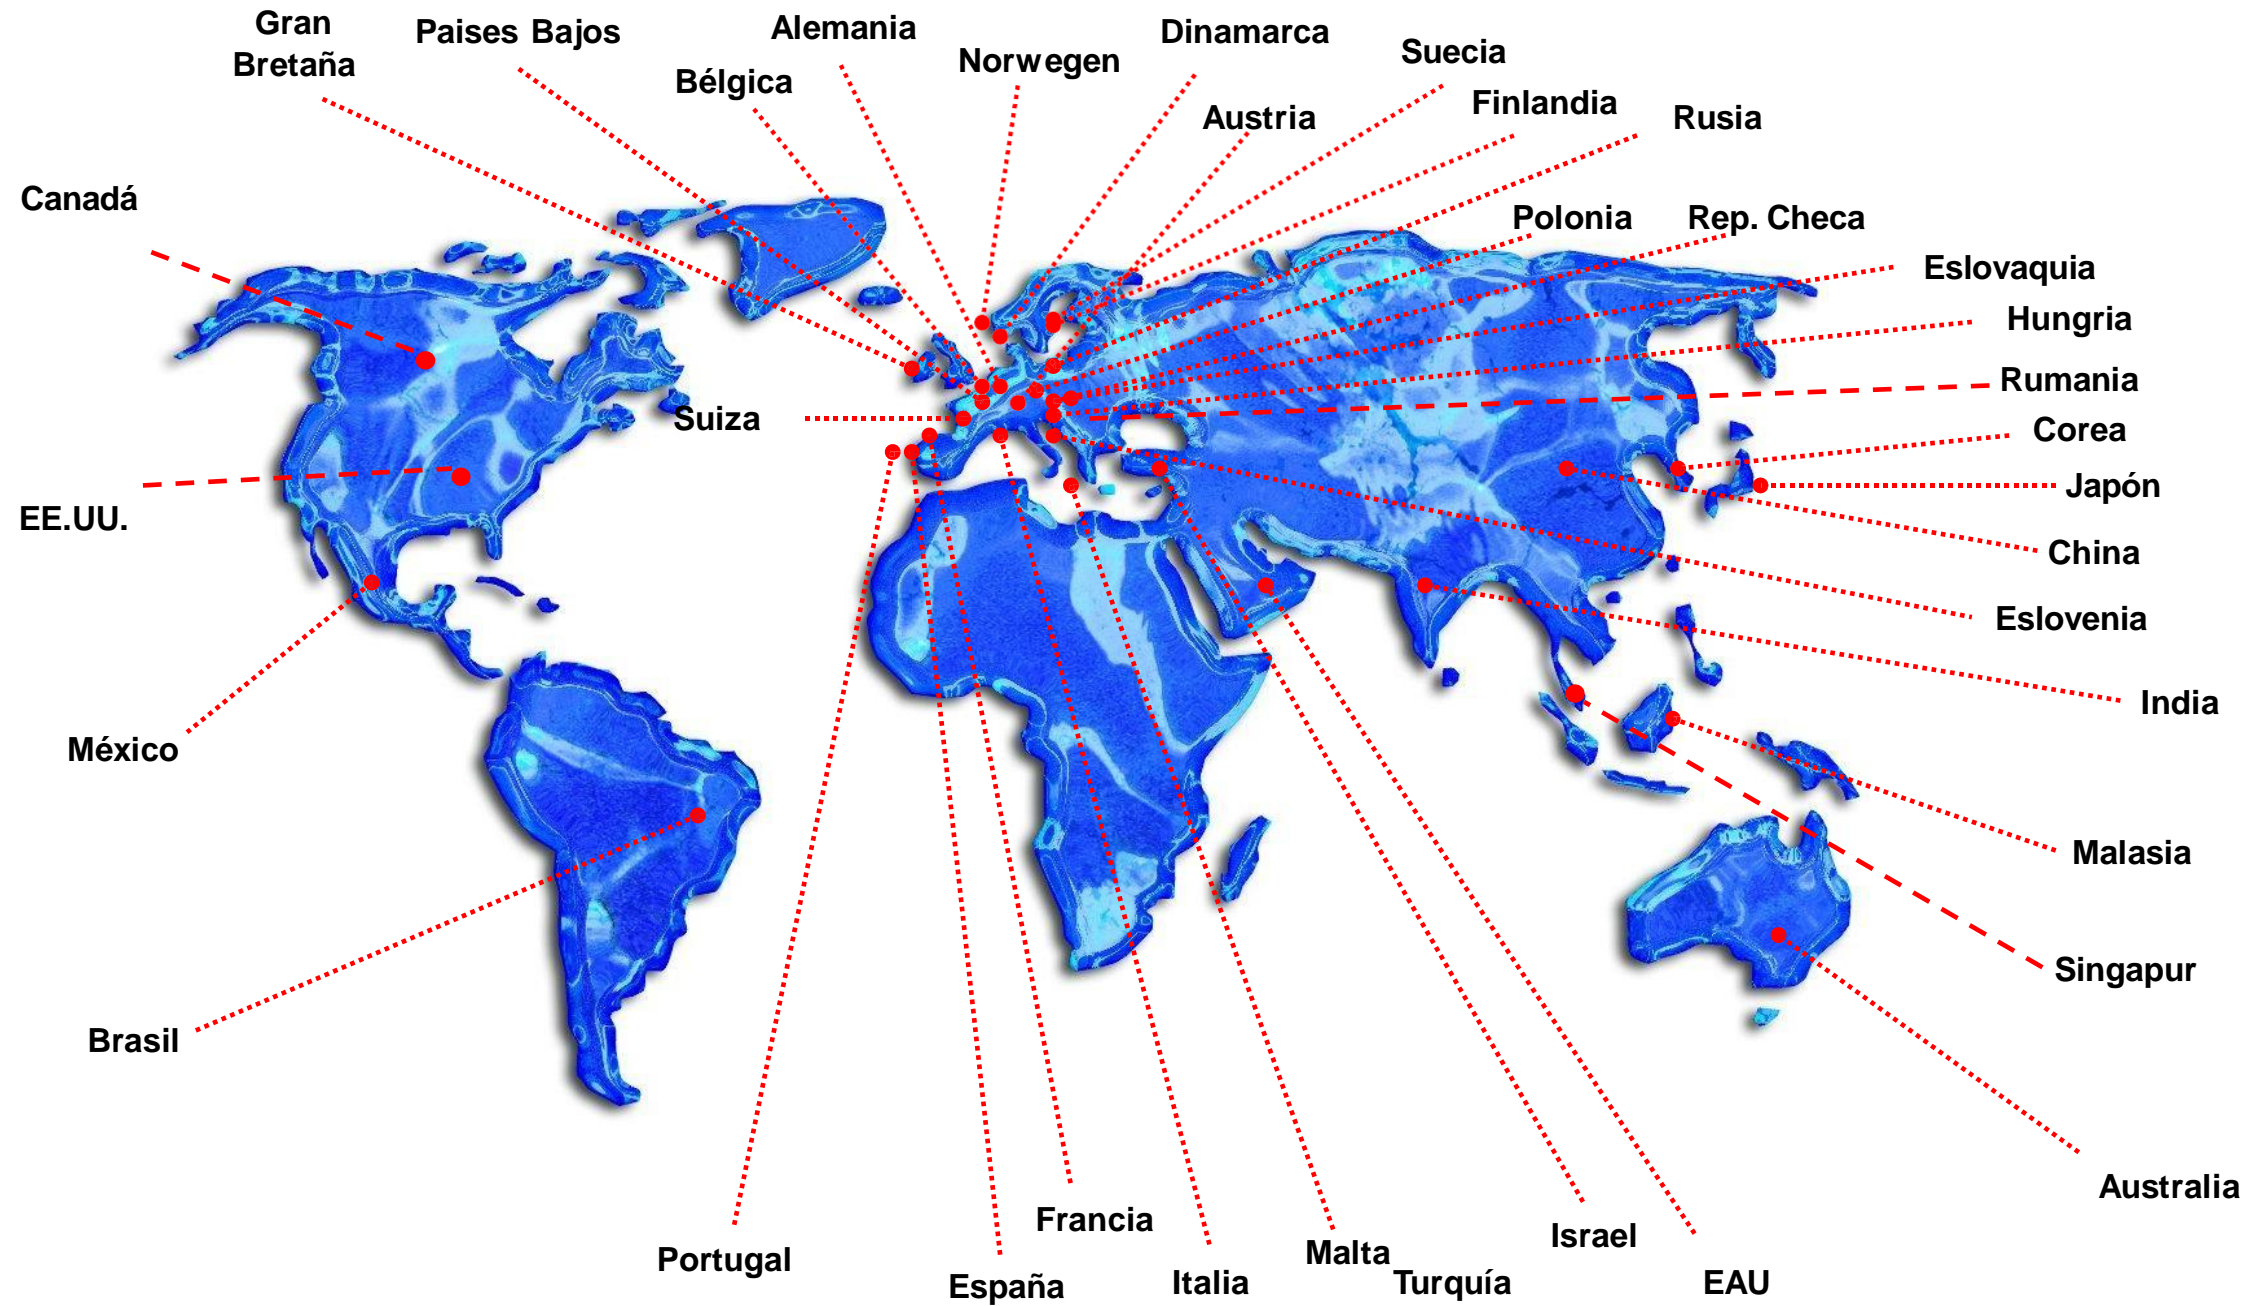 Gran
Bretaña
Paises Bajos
Bélgica
Alemania
Norwegen
Dinamarca
Austria
Suecia
Finlandia
Rusia
Canadá
Polonia
Rep. Checa
Eslovaquia
Hungria
Rumania
Suiza
Corea
Japón
EE.UU.
China
Eslovenia
India
México
Malasia
Singapur
Brasil
Australia
Portugal
España
Francia
Italia
Malta
Turquía
Israel
EAU